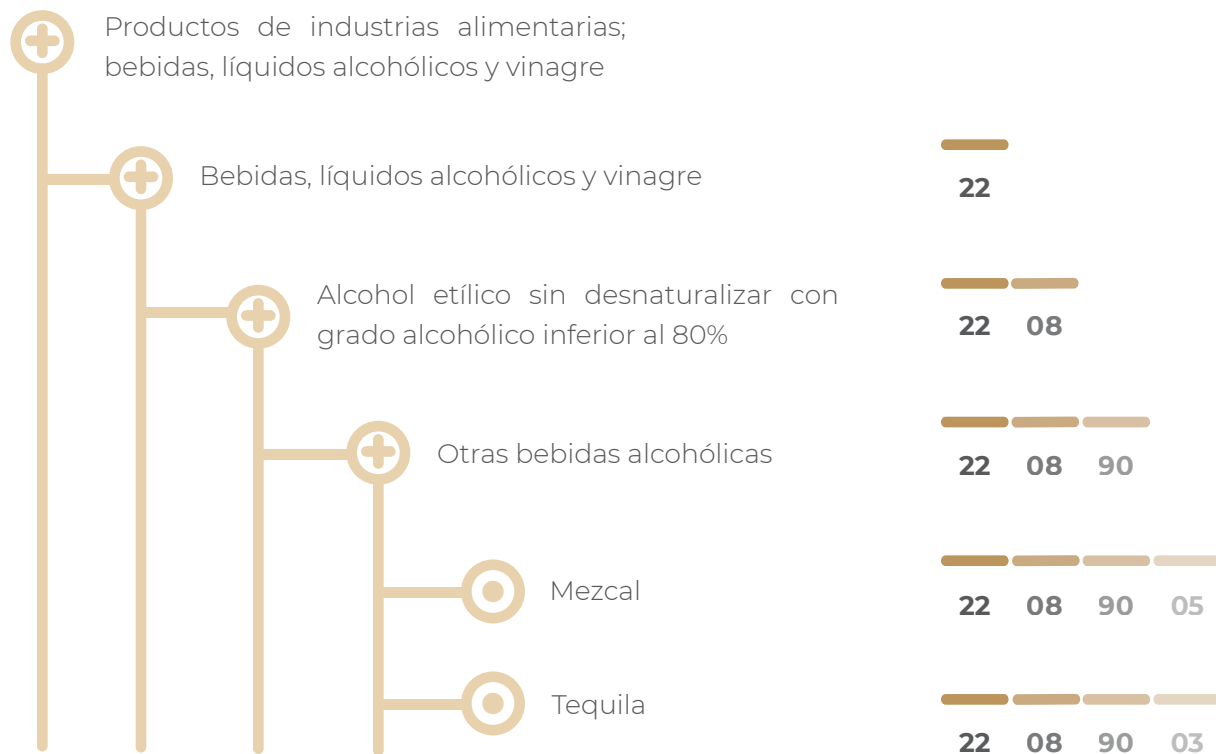 Productos de industrias alimentarias;
bebidas, líquidos alcohólicos y vinagre
Bebidas, líquidos alcohólicos y vinagre
22
Alcohol etílico sin desnaturalizar con
grado alcohólico inferior al 80%
22 08
Otras bebidas alcohólicas
22 08 90
Mezcal
22 08 90 05
Tequila
22 08 90 03